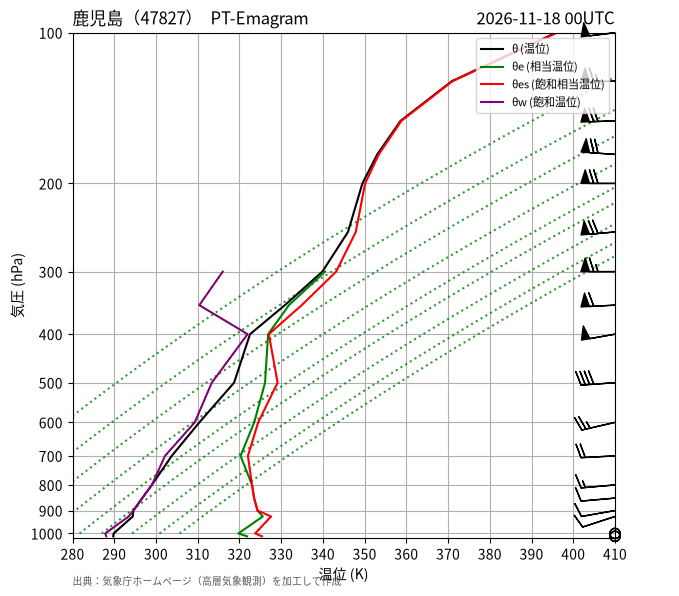 鹿児島（47827） PT-Emagram
2026-11-18 00UTC
θ (温位)
θe (相当温位)
θes (飽和相当温位)
θw (飽和温位)
気圧 (hPa)
100
200
300
400
500
600
700
800
900
1000
280 290 300 310 320 330 340 350 360 370 380 390 400 410
温位 (K)
出典：気象庁ホームページ（高層気象観測）を加工して作成